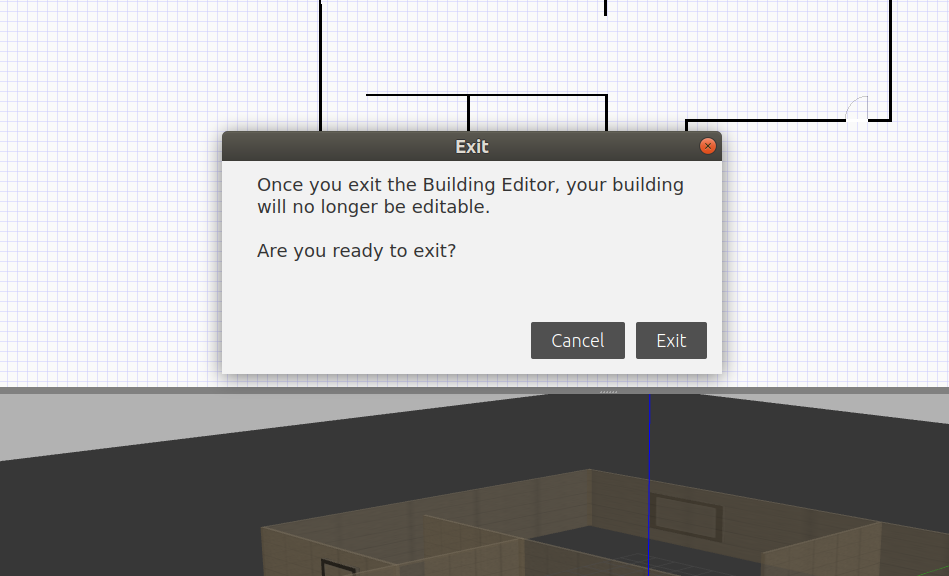 Exit
Once you exit the Building Editor, your building
will no longer be editable.
Are you ready to exit?
Cancel
Exit